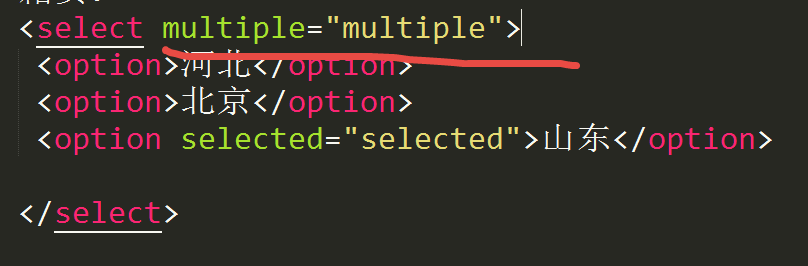 <select multiple="multiple">
<option>河北</option>
<option>北京</option>
<option selected="selected">山东</option>
</select>